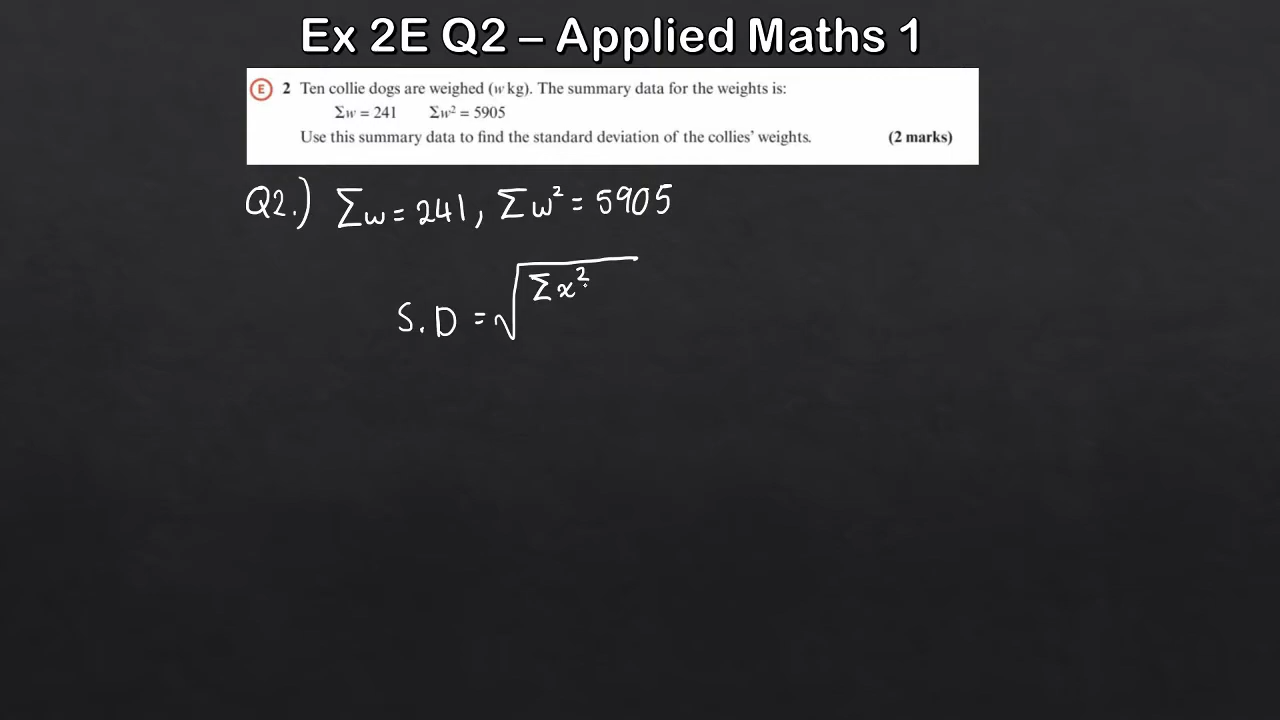 Ex 2E Q2 – Applied Maths 1
E 2 Ten collie dogs are weighed (w kg). The summary data for the weights is:
Σw = 241 Σw² = 5905
Use this summary data to find the standard deviation of the collies' weights. (2 marks)
Q2.) Σw = 241, Σw² = 5905
S.D = √Σx²